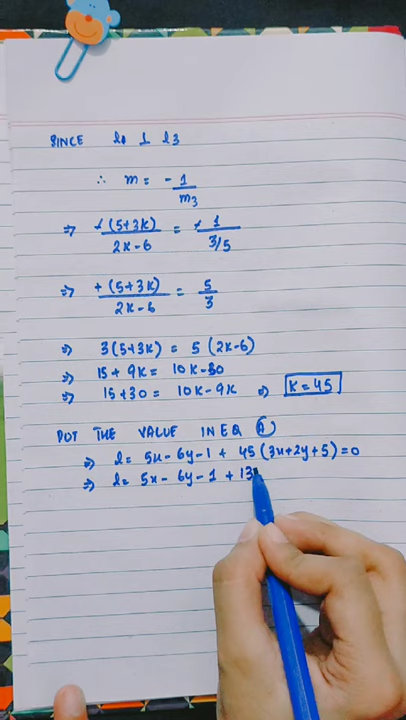 SINCE l ⊥ l3
∴ m = - 1/m3
⇒ -(5+3K)/2K-6 = - 1/3/5
⇒ +(5+3K)/2K-6 = 5/3
⇒ 3(5+3K) = 5(2K-6)
⇒ 15 + 9K = 10K-30
⇒ 15+30 = 10K-9K ⇒ K=45
PUT THE VALUE IN EQ A
⇒ l= 5x-6y-1 + 45(3x+2y+5)=0
⇒ l= 5x-6y-1 + 13